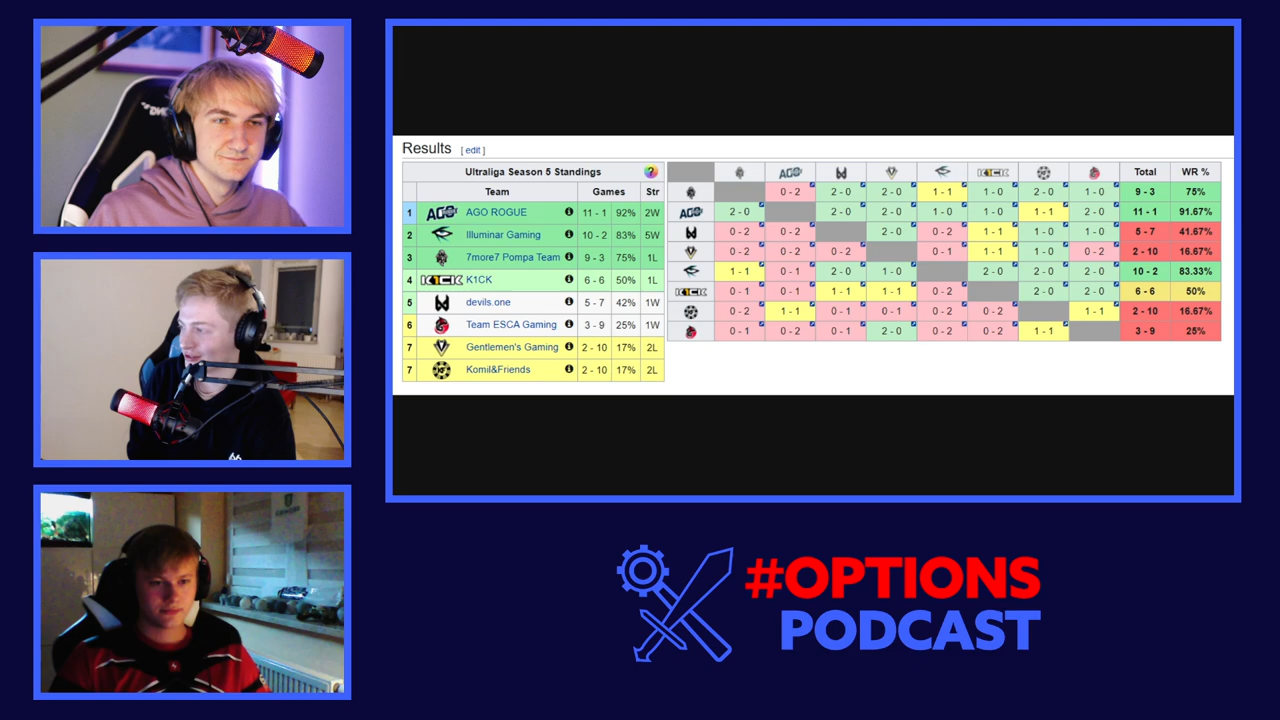 Results [ edit ]
Ultraliga Season 5 Standings
Team Games Str
1 AGO AGO ROGUE 11 - 1 92% 2W
2 Illuminar Gaming 10 - 2 83% 5W
3 7more7 Pompa Team 9 - 3 75% 1L
4 K1CK K1CK 6 - 6 50% 1L
5 devils.one 5 - 7 42% 1W
6 Team ESCA Gaming 3 - 9 25% 1W
7 Gentlemen's Gaming 2 - 10 17% 2L
7 Komil&Friends 2 - 10 17% 2L
AGO K1CK Total WR %
0 - 2 2 - 0 2 - 0 1 - 1 1 - 0 2 - 0 1 - 0 9 - 3 75%
AGO 2 - 0 2 - 0 2 - 0 1 - 0 1 - 0 1 - 1 2 - 0 11 - 1 91.67%
0 - 2 0 - 2 2 - 0 0 - 2 1 - 1 1 - 0 1 - 0 5 - 7 41.67%
0 - 2 0 - 2 0 - 2 0 - 1 1 - 1 1 - 0 0 - 2 2 - 10 16.67%
1 - 1 0 - 1 2 - 0 1 - 0 2 - 0 2 - 0 2 - 0 10 - 2 83.33%
K1CK 0 - 1 0 - 1 1 - 1 1 - 1 0 - 2 2 - 0 2 - 0 6 - 6 50%
0 - 2 1 - 1 0 - 1 0 - 1 0 - 2 0 - 2 1 - 1 2 - 10 16.67%
0 - 1 0 - 2 0 - 1 2 - 0 0 - 2 0 - 2 1 - 1 3 - 9 25%
#OPTIONS
PODCAST